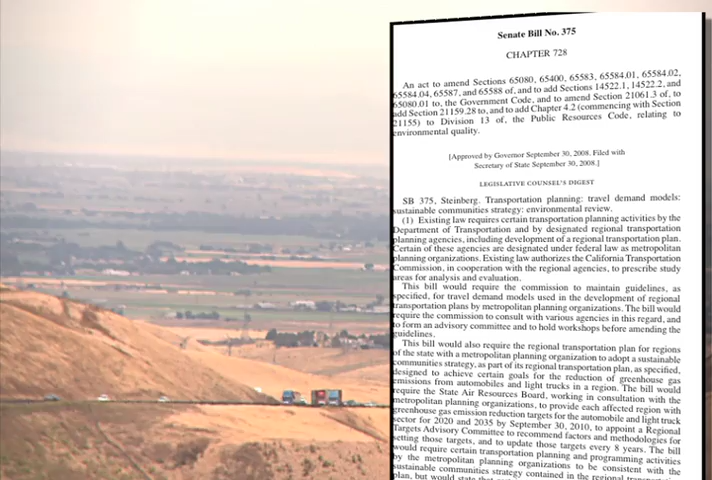 Senate Bill No. 375
CHAPTER 728
An act to amend Sections 65080, 65400, 65583, 65584.01, 65584.02,
65584.04, 65587, and 65588 of, and to add Sections 14522.1, 14522.2, and
65080.01 to, the Government Code, and to amend Section 21061.3 of, to
add Section 21159.28 to, and to add Chapter 4.2 (commencing with Section
21155) to Division 13 of, the Public Resources Code, relating to
environmental quality.
[Approved by Governor September 30, 2008. Filed with
Secretary of State September 30, 2008.]
LEGISLATIVE COUNSEL'S DIGEST
SB 375, Steinberg. Transportation planning: travel demand models:
sustainable communities strategy: environmental review.
(1) Existing law requires certain transportation planning activities by the
Department of Transportation and by designated regional transportation
planning agencies, including development of a regional transportation plan.
Certain of these agencies are designated under federal law as metropolitan
planning organizations. Existing law authorizes the California Transportation
Commission, in cooperation with the regional agencies, to prescribe study
areas for analysis and evaluation.
This bill would require the commission to maintain guidelines, as
specified, for travel demand models used in the development of regional
transportation plans by metropolitan planning organizations. The bill would
require the commission to consult with various agencies in this regard, and
to form an advisory committee and to hold workshops before amending the
guidelines.
This bill would also require the regional transportation plan for regions
of the state with a metropolitan planning organization to adopt a sustainable
communities strategy, as part of its regional transportation plan, as specified,
designed to achieve certain goals for the reduction of greenhouse gas
emissions from automobiles and light trucks in a region. The bill would
require the State Air Resources Board, working in consultation with the
metropolitan planning organizations, to provide each affected region with
greenhouse gas emission reduction targets for the automobile and light truck
sector for 2020 and 2035 by September 30, 2010, to appoint a Regional
Targets Advisory Committee to recommend factors and methodologies for
setting those targets, and to update those targets every 8 years. The bill
would require certain transportation planning and programming activities
by the metropolitan planning organizations to be consistent with the
sustainable communities strategy contained in the regional
plan, but would state that